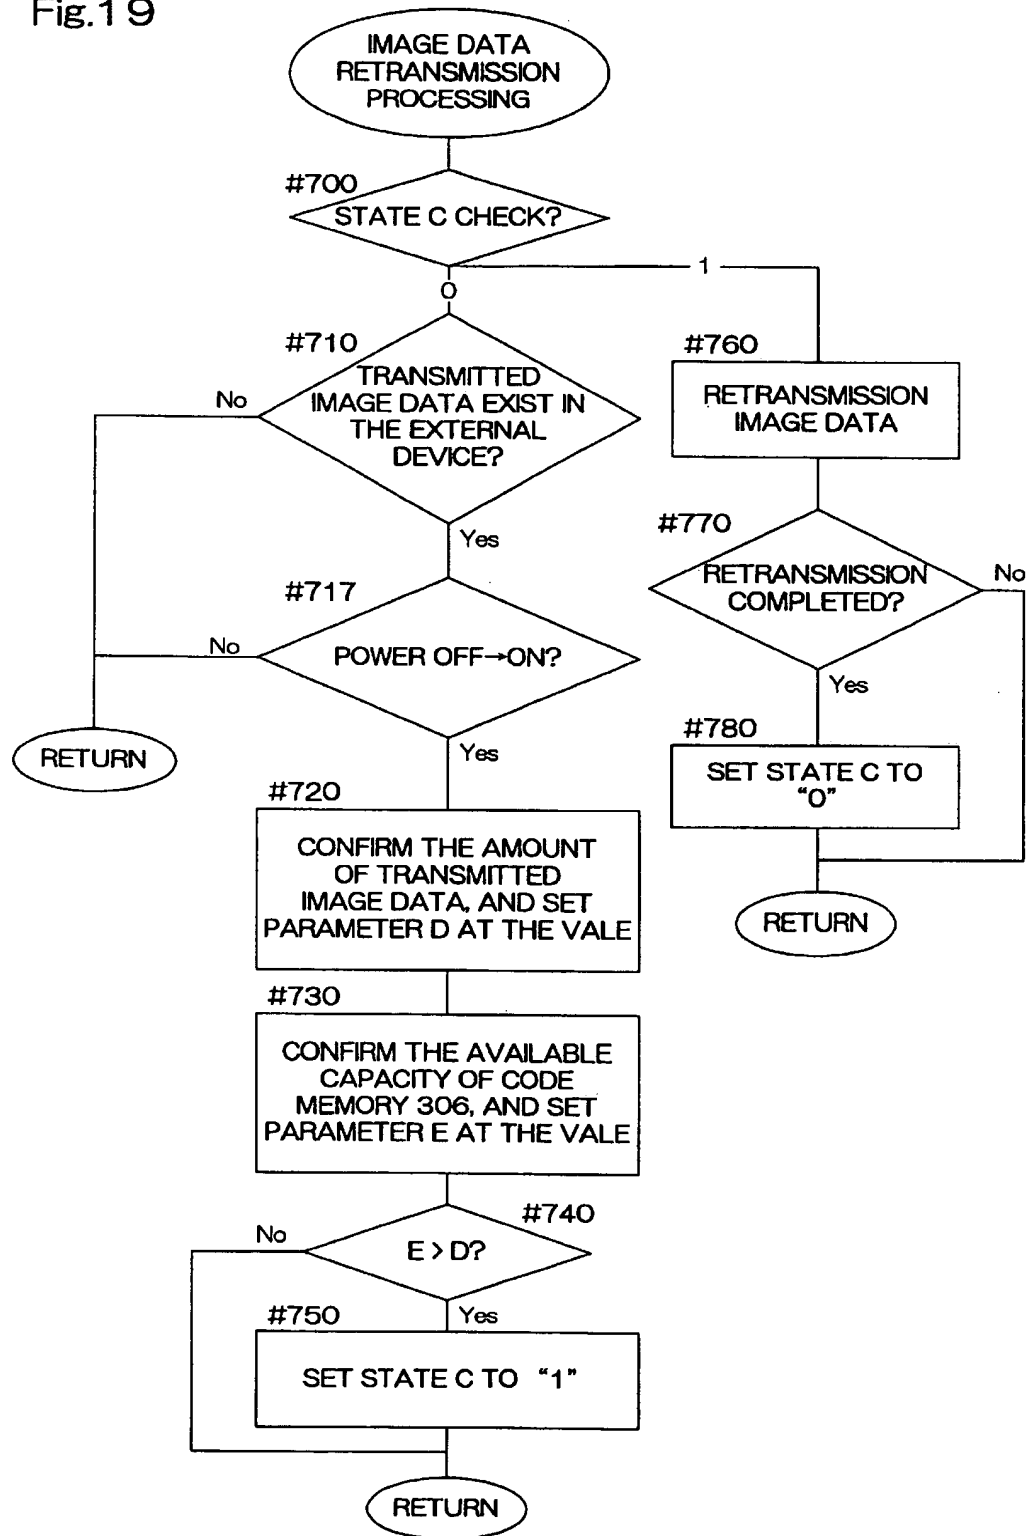 Fig.19
IMAGE DATA
RETRANSMISSION
PROCESSING
#700
STATE C CHECK?
1
0
#710
TRANSMITTED
IMAGE DATA EXIST IN
THE EXTERNAL
DEVICE?
No
Yes
#717
POWER OFF→ON?
No
Yes
RETURN
#720
CONFIRM THE AMOUNT
OF TRANSMITTED
IMAGE DATA, AND SET
PARAMETER D AT THE VALE
#730
CONFIRM THE AVAILABLE
CAPACITY OF CODE
MEMORY 306, AND SET
PARAMETER E AT THE VALE
#740
E > D?
No
Yes
#750
SET STATE C TO "1"
RETURN
#760
RETRANSMISSION
IMAGE DATA
#770
RETRANSMISSION
COMPLETED?
No
Yes
#780
SET STATE C TO
"0"
RETURN